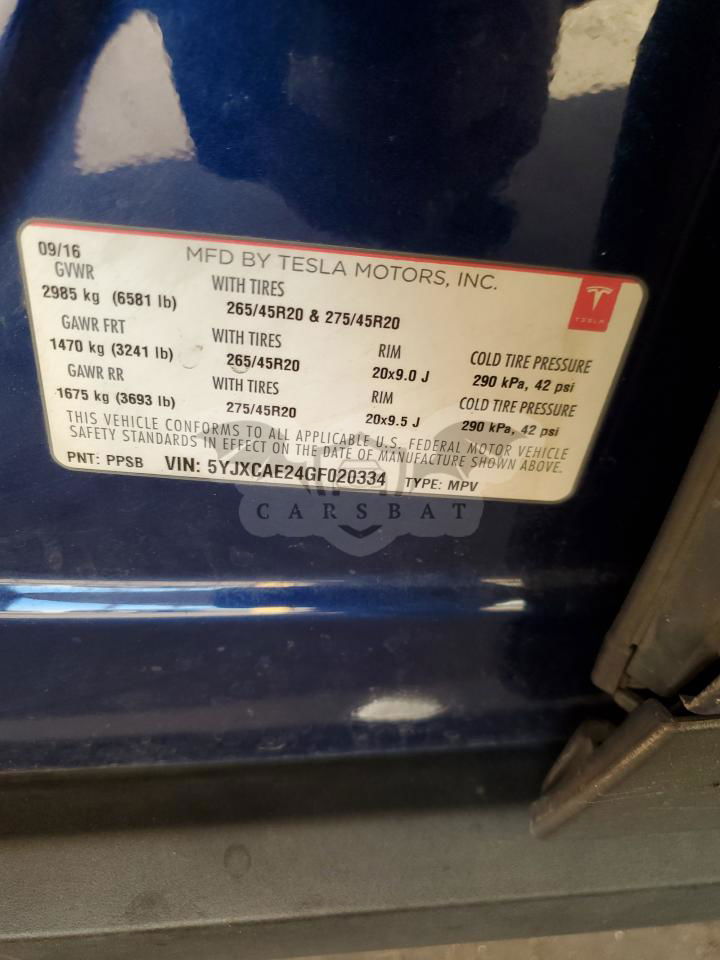 09/16
MFD BY TESLA MOTORS, INC.
TESLA
GVWR
WITH TIRES
2985 kg (6581 lb)
265/45R20 & 275/45R20
GAWR FRT
WITH TIRES
RIM
COLD TIRE PRESSURE
1470 kg (3241 lb)
265/45R20
20x9.0 J
290 kPa, 42 psi
GAWR RR
WITH TIRES
RIM
COLD TIRE PRESSURE
1675 kg (3693 lb)
275/45R20
20x9.5 J
290 kPa, 42 psi
THIS VEHICLE CONFORMS TO ALL APPLICABLE U.S. FEDERAL MOTOR VEHICLE
SAFETY STANDARDS IN EFFECT ON THE DATE OF MANUFACTURE SHOWN ABOVE.
PNT: PPSB VIN: 5YJXCAE24GF020334 TYPE: MPV
CARSBAT